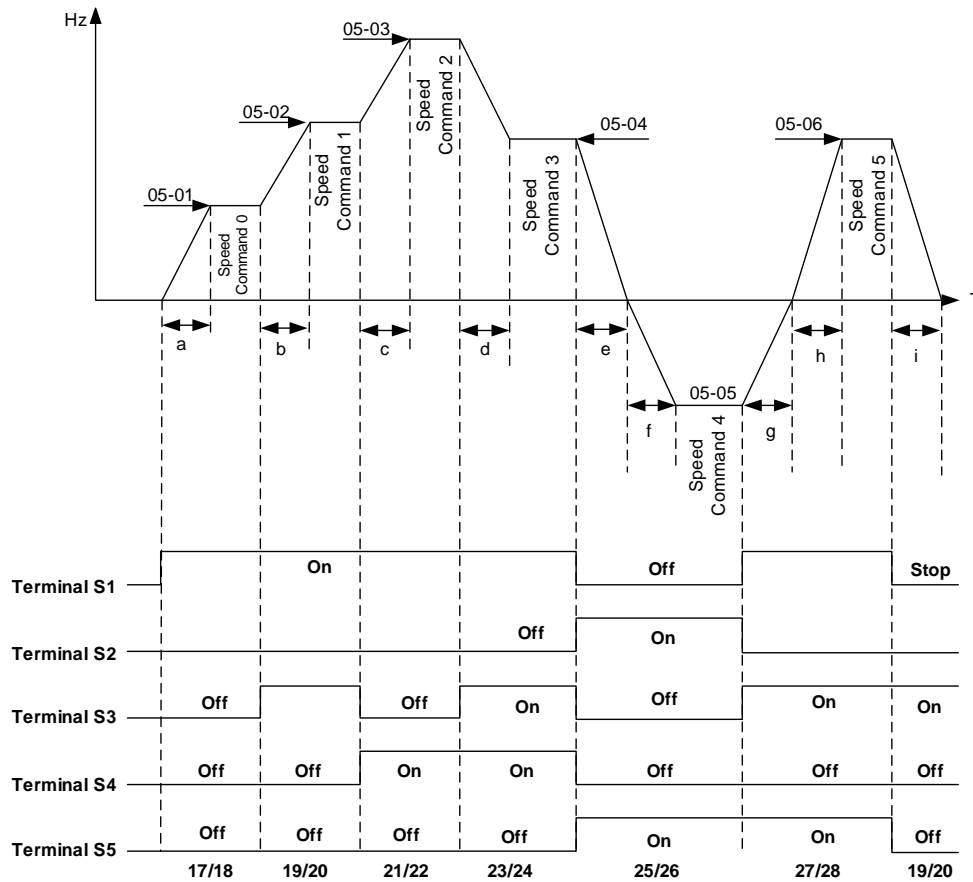 Hz
05-03
05-02
05-01
05-04
05-06
Speed
Command 0
Speed
Command 1
Speed
Command 2
Speed
Command 3
05-05
Speed
Command 4
Speed
Command 5
T
a
b
c
d
e
f
g
h
i
Terminal S1
On
Off
Stop
Terminal S2
Off
On
Terminal S3
Off
Off
On
Off
On
On
Terminal S4
Off
Off
On
On
Off
Off
Off
Terminal S5
Off
Off
Off
Off
On
On
Off
17/18
19/20
21/22
23/24
25/26
27/28
19/20